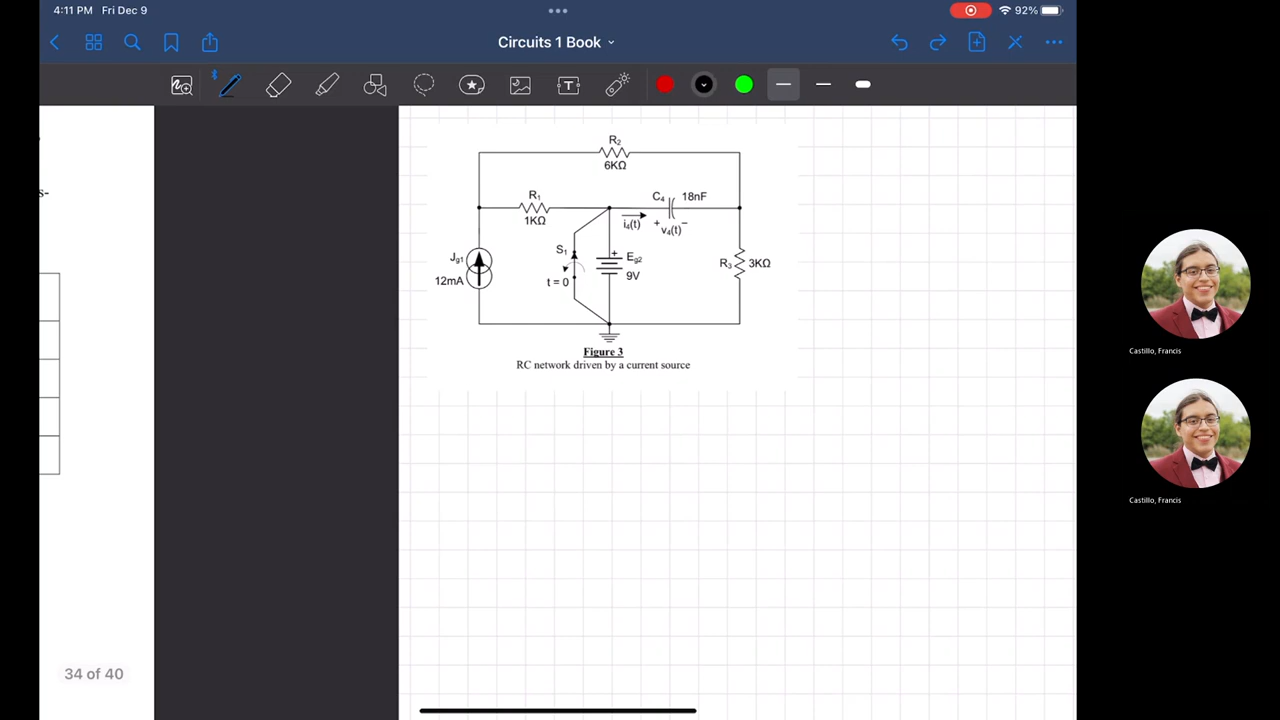 4:11 PM Fri Dec 9
92%
Circuits 1 Book
T
s-
R2
6KΩ
R1
1KΩ
C4 18nF
i4(t)
+ v4(t) −
Jg1
12mA
S1
t = 0
+
Eg2
9V
R3 3KΩ
Figure 3
RC network driven by a current source
34 of 40
Castillo, Francis
Castillo, Francis